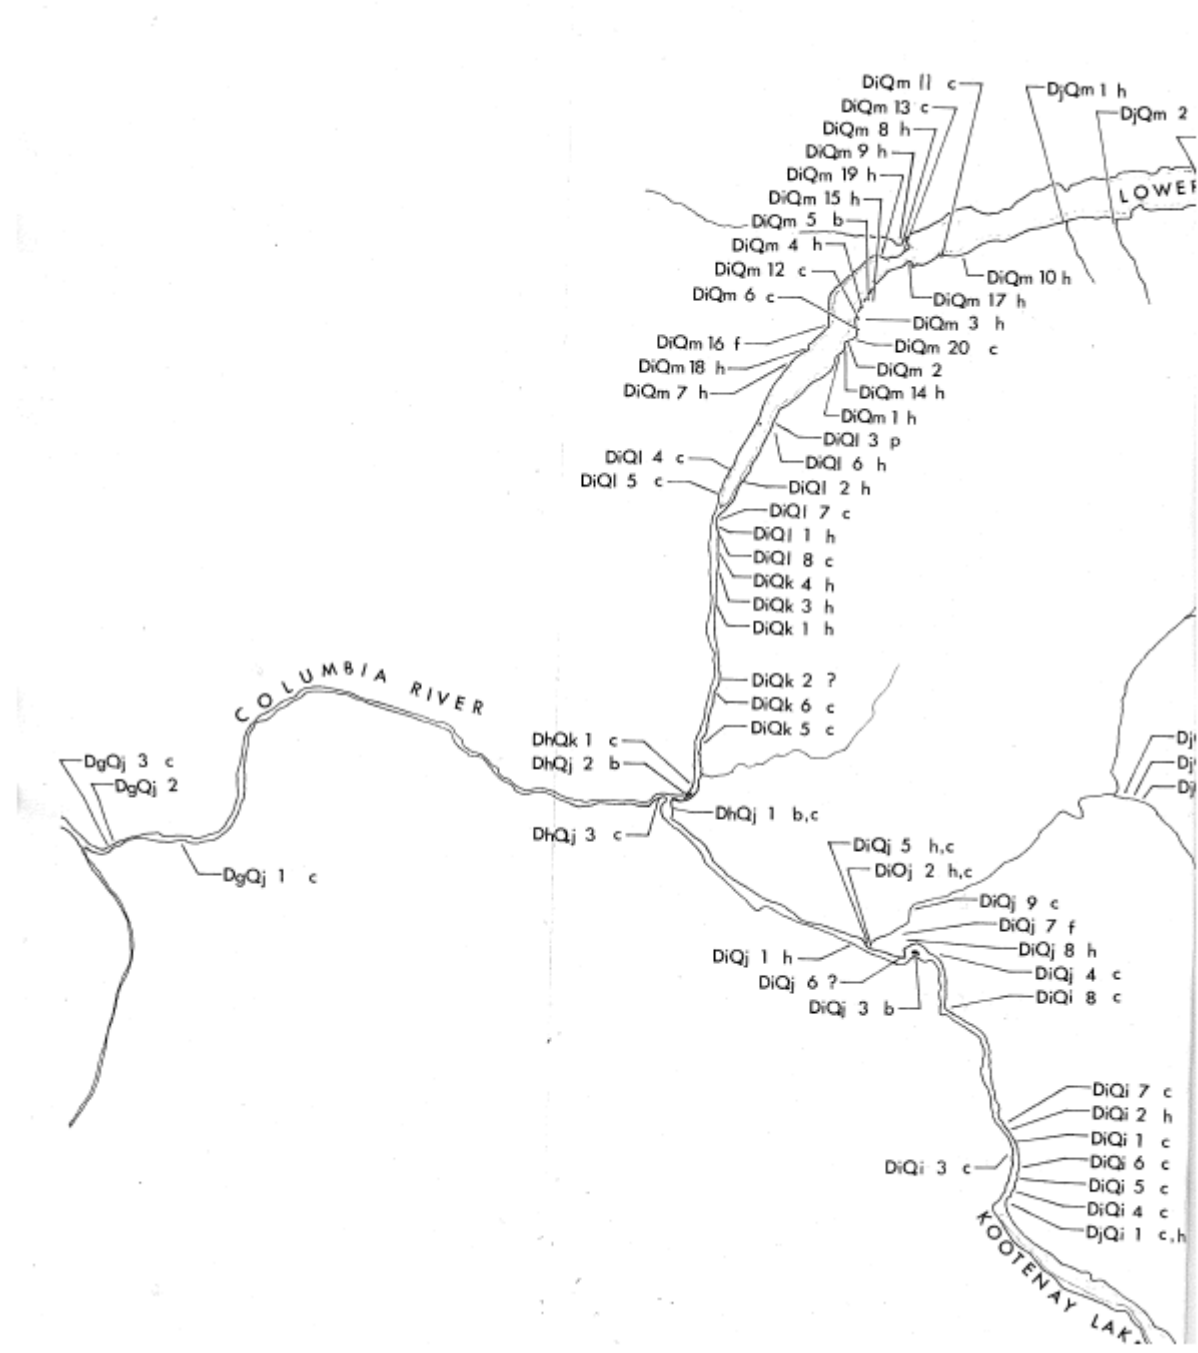 DiQm 11 c
DjQm 1 h
DiQm 13 c
DjQm 2
DiQm 8 h
DiQm 9 h
DiQm 19 h
LOWER
DiQm 15 h
DiQm 5 b
DiQm 4 h
DiQm 12 c
DiQm 10 h
DiQm 6 c
DiQm 17 h
DiQm 3 h
DiQm 16 f
DiQm 20 c
DiQm 18 h
DiQm 2
DiQm 7 h
DiQm 14 h
DiQm 1 h
DiQl 3 p
DiQl 4 c
DiQl 6 h
DiQl 5 c
DiQl 2 h
DiQl 7 c
DiQl 1 h
DiQl 8 c
DiQk 4 h
DiQk 3 h
DiQk 1 h
COLUMBIA RIVER
DiQk 2 ?
DiQk 6 c
DiQk 5 c
DhQk 1 c
DgQj 3 c
DhQj 2 b
DgQj 2
DhQj 1 b,c
DhQj 3 c
DiQj 5 h,c
DiOj 2 h,c
DgQj 1 c
DiQj 9 c
DiQj 7 f
DiQj 8 h
DiQj 1 h
DiQj 4 c
DiQj 6 ?
DiQi 8 c
DiQj 3 b
DiQi 7 c
DiQi 2 h
DiQi 1 c
DiQi 3 c
DiQi 6 c
DiQi 5 c
DiQi 4 c
DjQi 1 c,h
KOOTENAY LAK